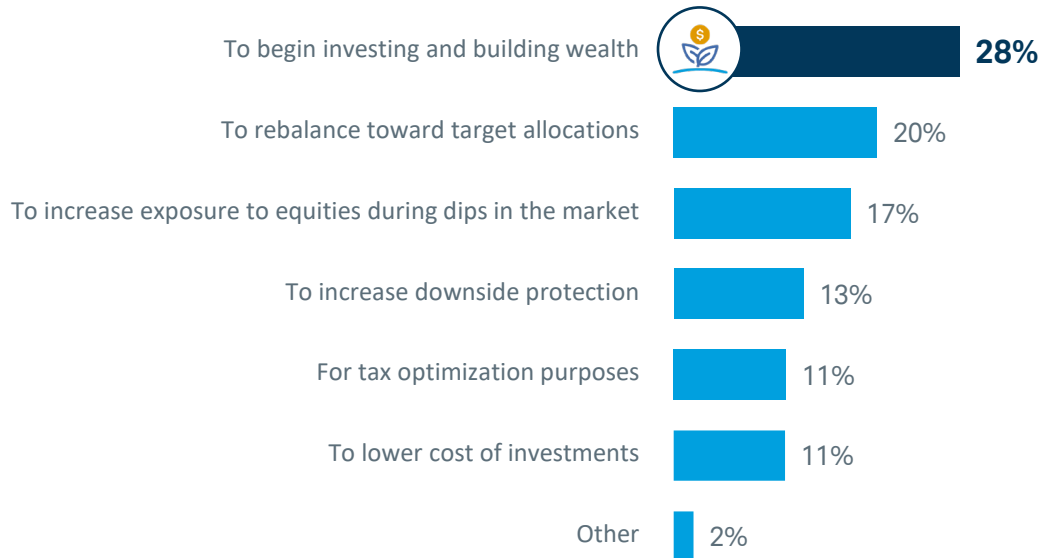 To begin investing and building wealth $ 28%
To rebalance toward target allocations 20%
To increase exposure to equities during dips in the market 17%
To increase downside protection 13%
For tax optimization purposes 11%
To lower cost of investments 11%
Other 2%